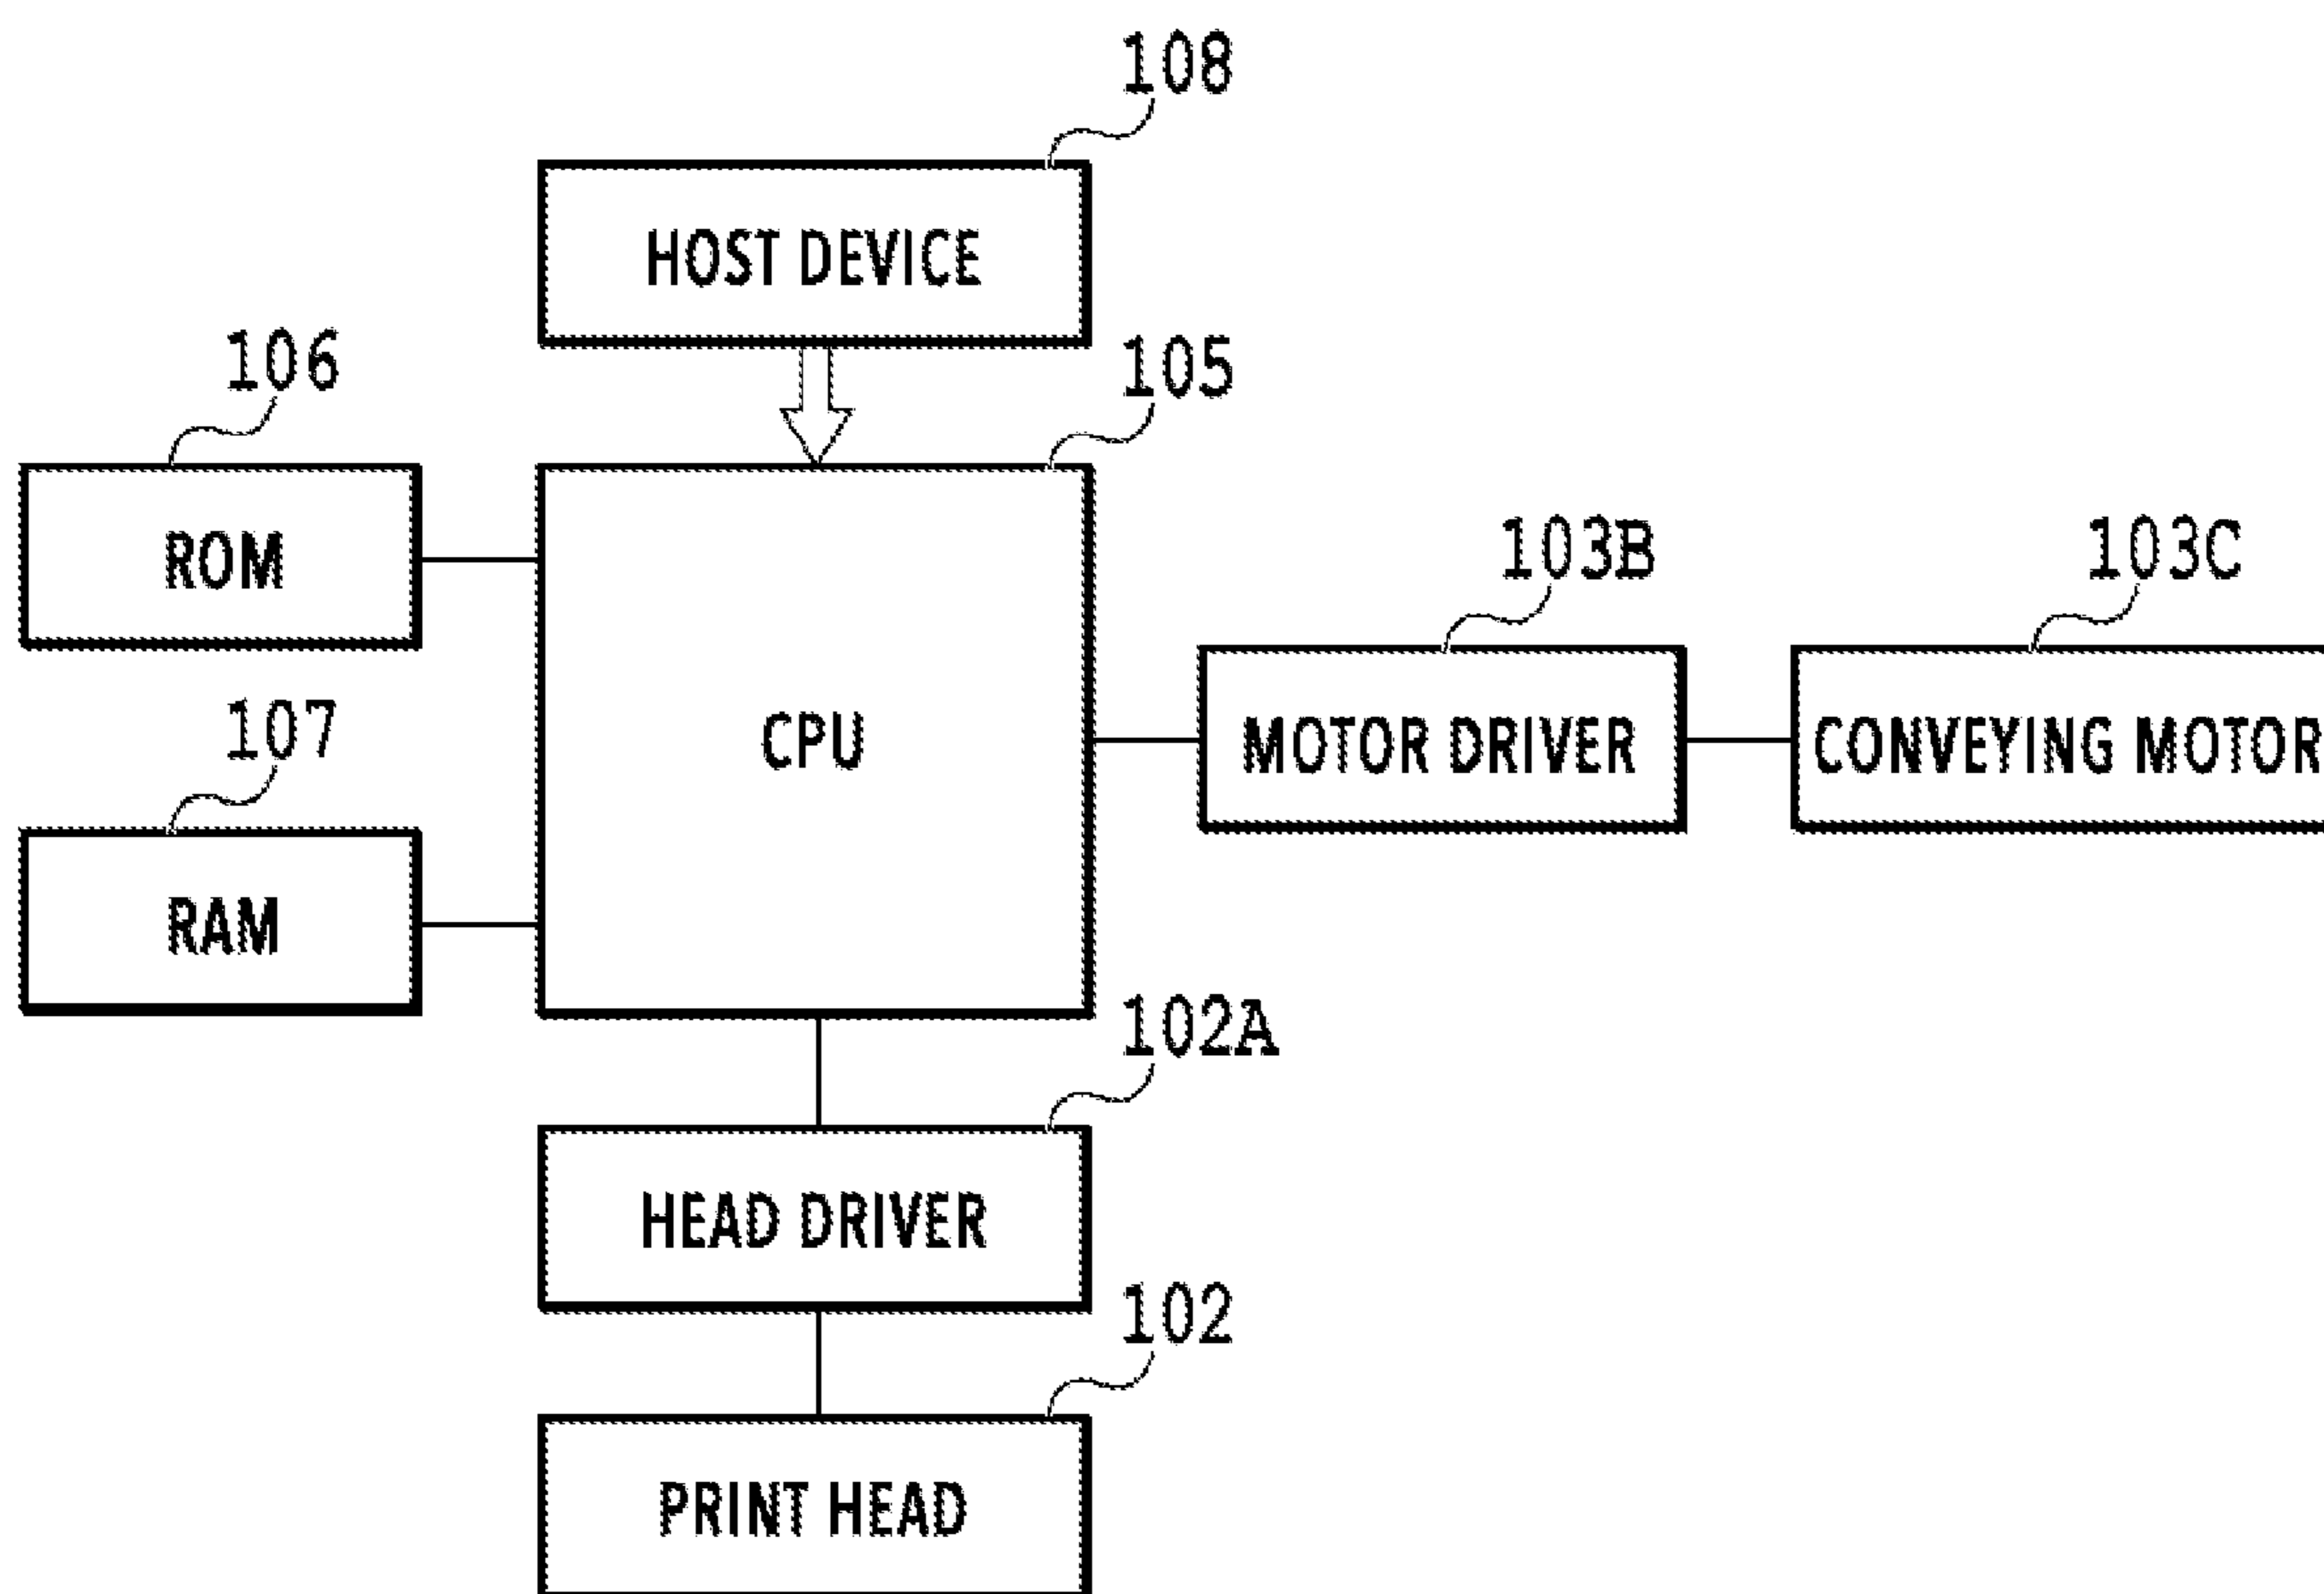 108
HOST DEVICE
106
105
ROM
103B
103C
107
CPU
MOTOR DRIVER
CONVEYING MOTOR
RAM
102A
HEAD DRIVER
102
PRINT HEAD